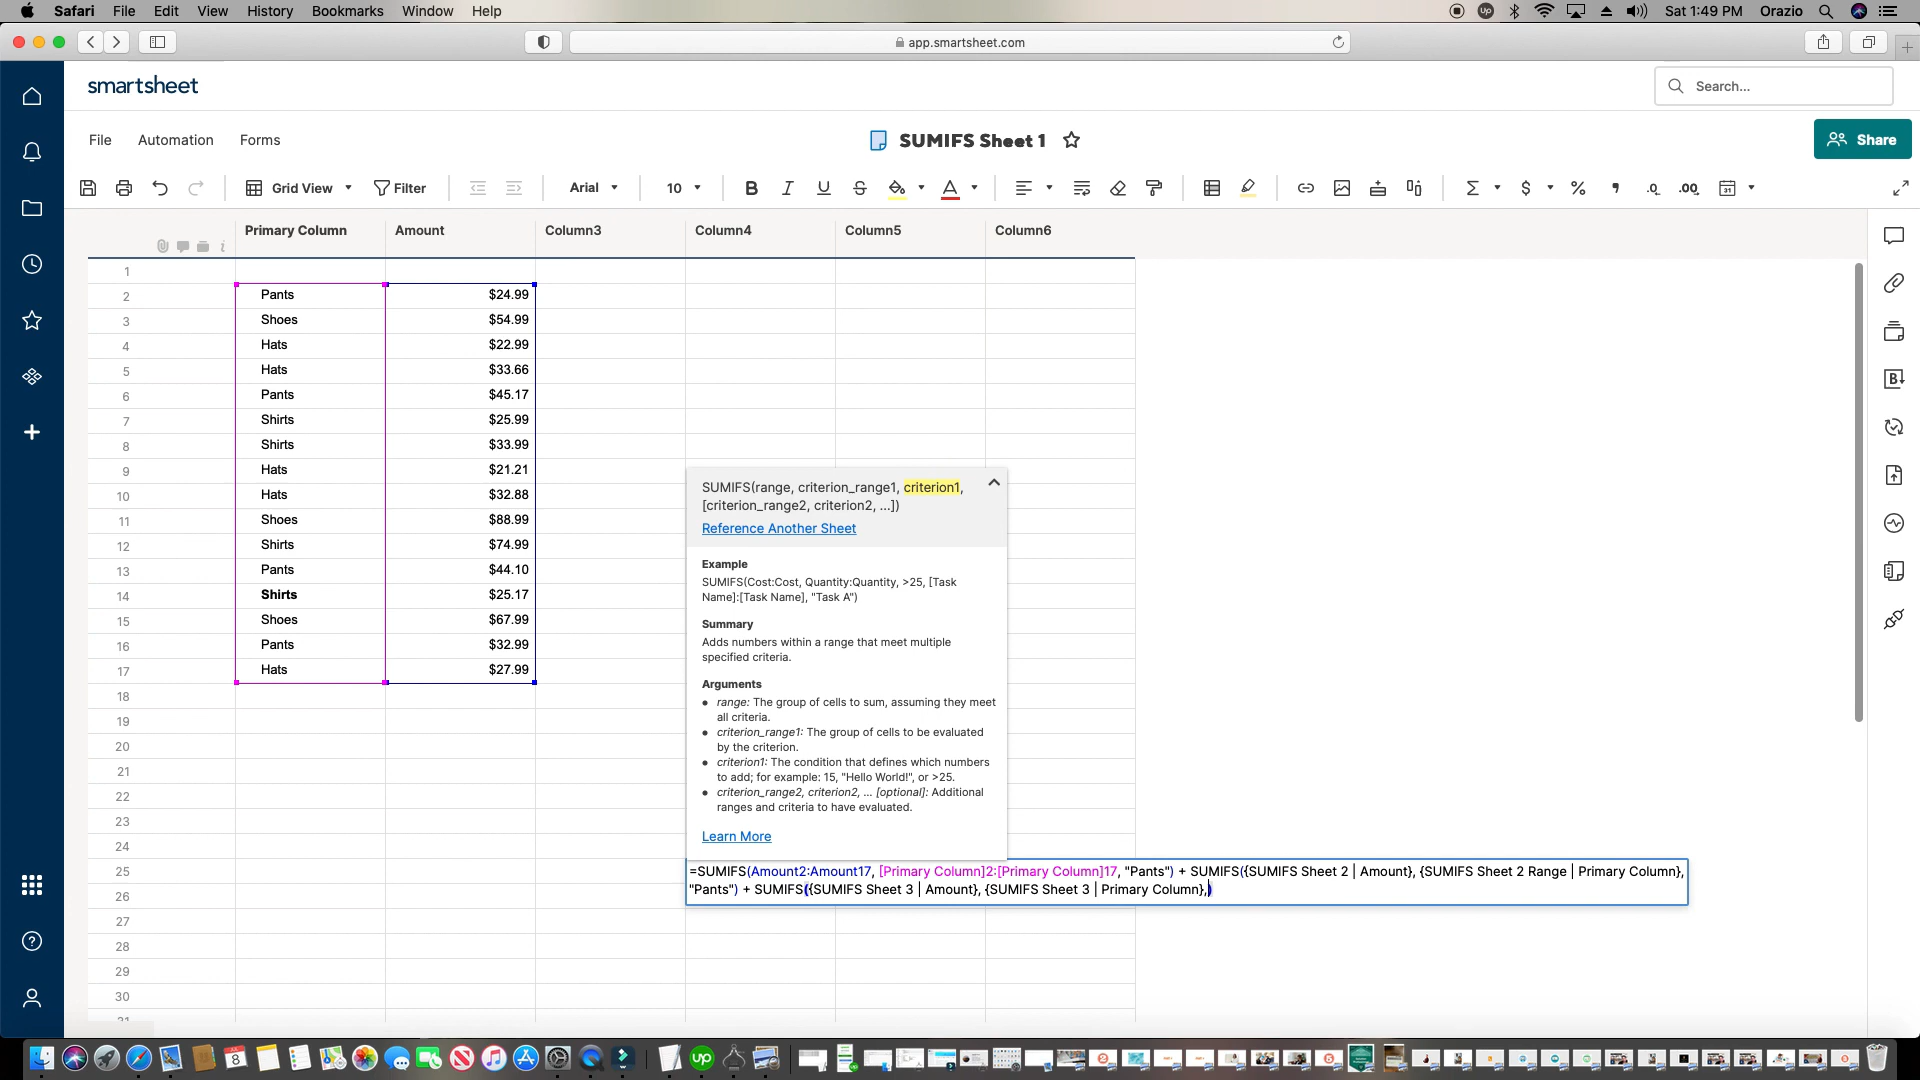 Safari File Edit View History Bookmarks Window Help
Sat 1:49 PM Orazio
app.smartsheet.com
smartsheet
Search...
File Automation Forms
SUMIFS Sheet 1
Share
Grid View Filter Arial 10 B I U S A Σ $ % , .0 .00 31
Primary Column Amount Column3 Column4 Column5 Column6
1
2 Pants $24.99
3 Shoes $54.99
4 Hats $22.99
5 Hats $33.66
6 Pants $45.17
7 Shirts $25.99
8 Shirts $33.99
9 Hats $21.21
10 Hats $32.88
11 Shoes $88.99
12 Shirts $74.99
13 Pants $44.10
14 Shirts $25.17
15 Shoes $67.99
16 Pants $32.99
17 Hats $27.99
18
19
20
21
22
23
24
25
26
27
28
29
30
31
SUMIFS(range, criterion_range1, criterion1,
[criterion_range2, criterion2, ...])
Reference Another Sheet
Example
SUMIFS(Cost:Cost, Quantity:Quantity, >25, [Task
Name]:[Task Name], "Task A")
Summary
Adds numbers within a range that meet multiple
specified criteria.
Arguments
• range: The group of cells to sum, assuming they meet
all criteria.
• criterion_range1: The group of cells to be evaluated
by the criterion.
• criterion1: The condition that defines which numbers
to add; for example: 15, "Hello World!", or >25.
• criterion_range2, criterion2, ... [optional]: Additional
ranges and criteria to have evaluated.
Learn More
=SUMIFS(Amount2:Amount17, [Primary Column]2:[Primary Column]17, "Pants") + SUMIFS({SUMIFS Sheet 2 | Amount}, {SUMIFS Sheet 2 Range | Primary Column},
"Pants") + SUMIFS({SUMIFS Sheet 3 | Amount}, {SUMIFS Sheet 3 | Primary Column},)
8
up